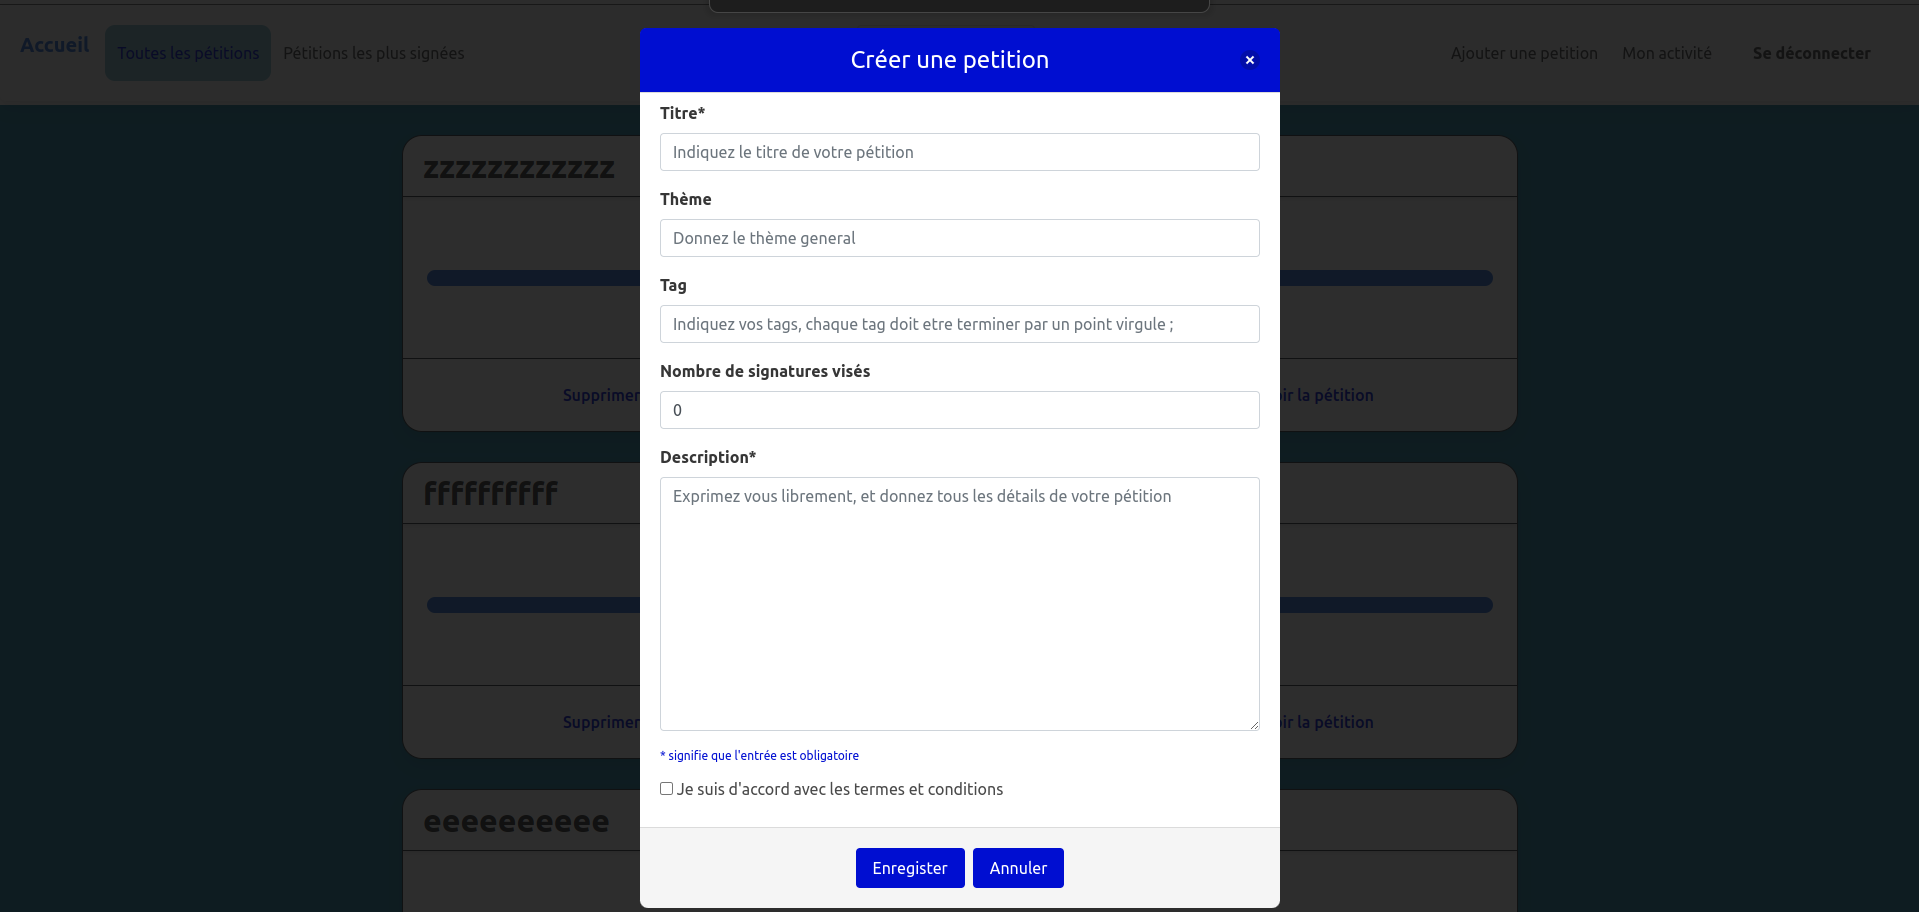 Accueil
Toutes les pétitions
Pétitions les plus signées
Ajouter une petition
Mon activité
Se déconnecter
Créer une petition
×
zzzzzzzzzzzz
Titre*
Indiquez le titre de votre pétition
Thème
Donnez le thème general
Tag
Indiquez vos tags, chaque tag doit etre terminer par un point virgule ;
Nombre de signatures visés
0
Supprimer
ir la pétition
Description*
Exprimez vous librement, et donnez tous les détails de votre pétition
ffffffffff
Supprimer
ir la pétition
* signifie que l'entrée est obligatoire
Je suis d'accord avec les termes et conditions
eeeeeeeeee
Enregister
Annuler